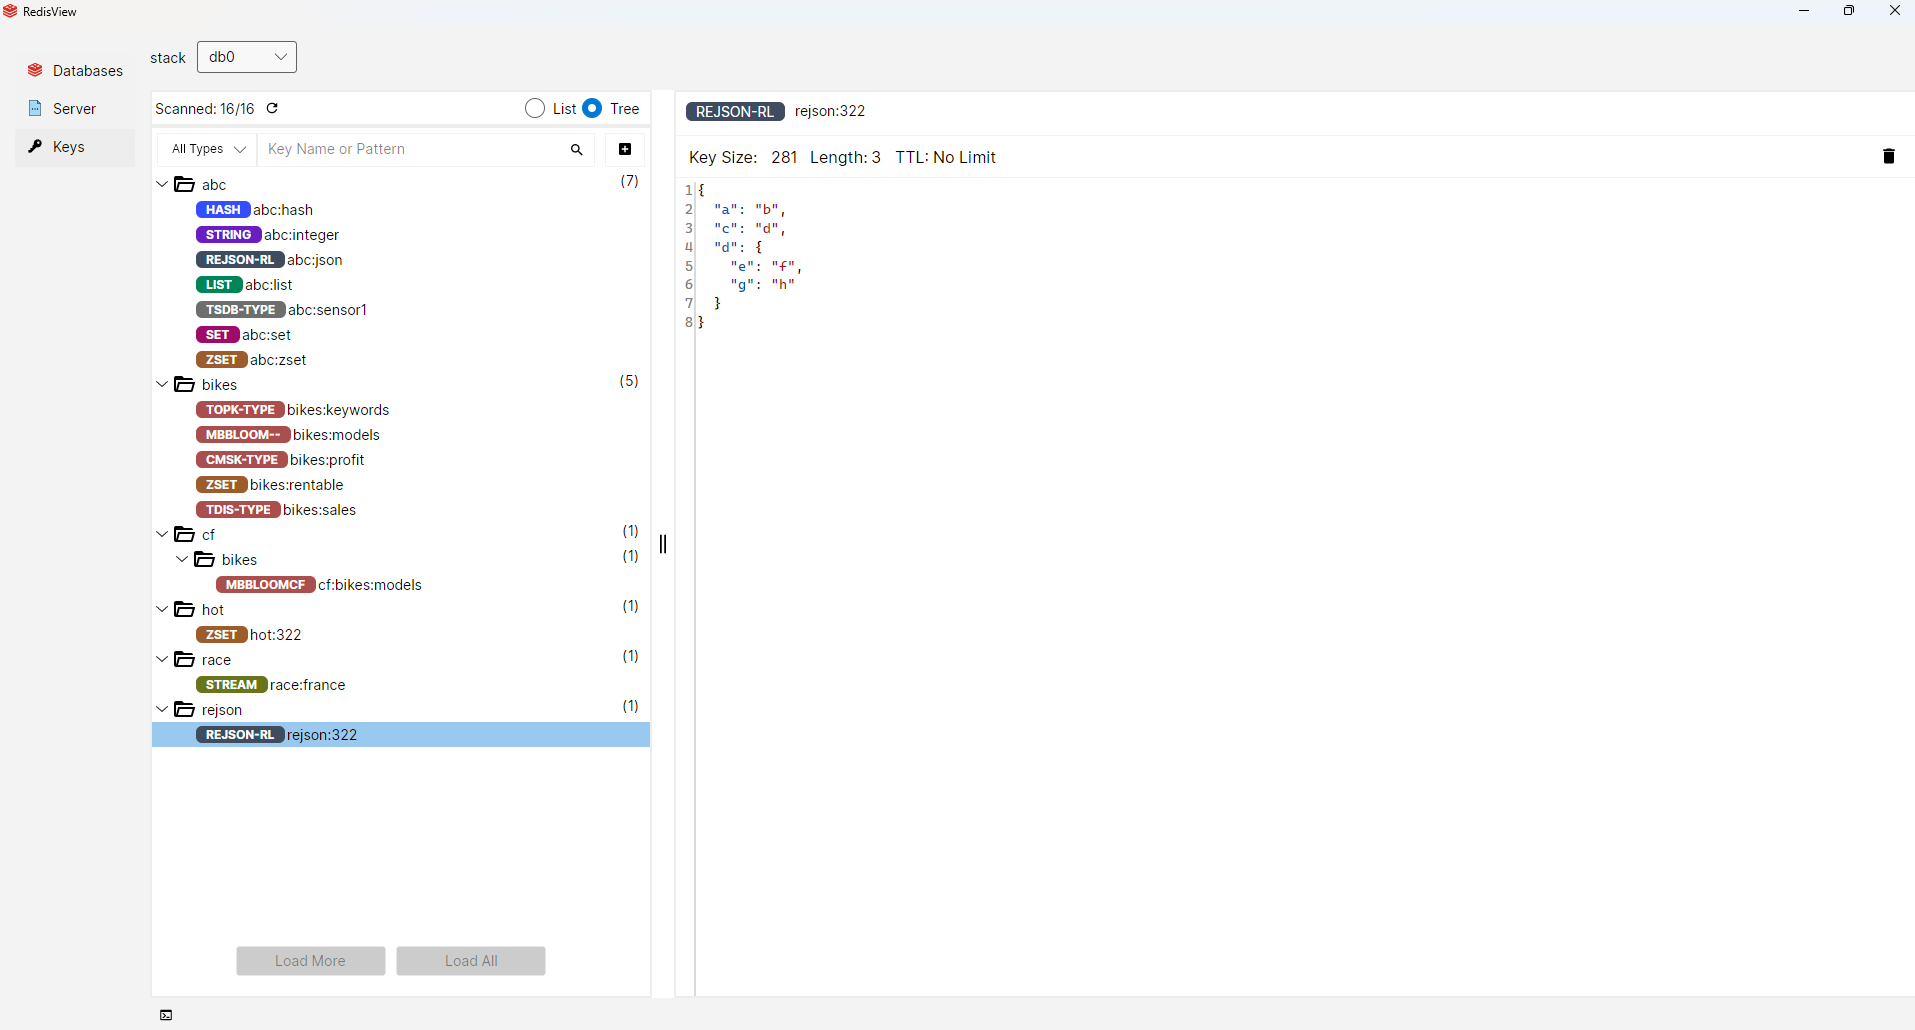 RedisView
stack db0
Databases
Server
Keys
Scanned: 16/16 List Tree
All Types Key Name or Pattern
abc (7)
HASH abc:hash
STRING abc:integer
REJSON-RL abc:json
LIST abc:list
TSDB-TYPE abc:sensor1
SET abc:set
ZSET abc:zset
bikes (5)
TOPK-TYPE bikes:keywords
MBBLOOM-- bikes:models
CMSK-TYPE bikes:profit
ZSET bikes:rentable
TDIS-TYPE bikes:sales
cf (1)
bikes (1)
MBBLOOMCF cf:bikes:models
hot (1)
ZSET hot:322
race (1)
STREAM race:france
rejson (1)
REJSON-RL rejson:322
Load More Load All
REJSON-RL rejson:322
Key Size: 281 Length: 3 TTL: No Limit
1 {
2 "a": "b",
3 "c": "d",
4 "d": {
5 "e": "f",
6 "g": "h"
7 }
8 }